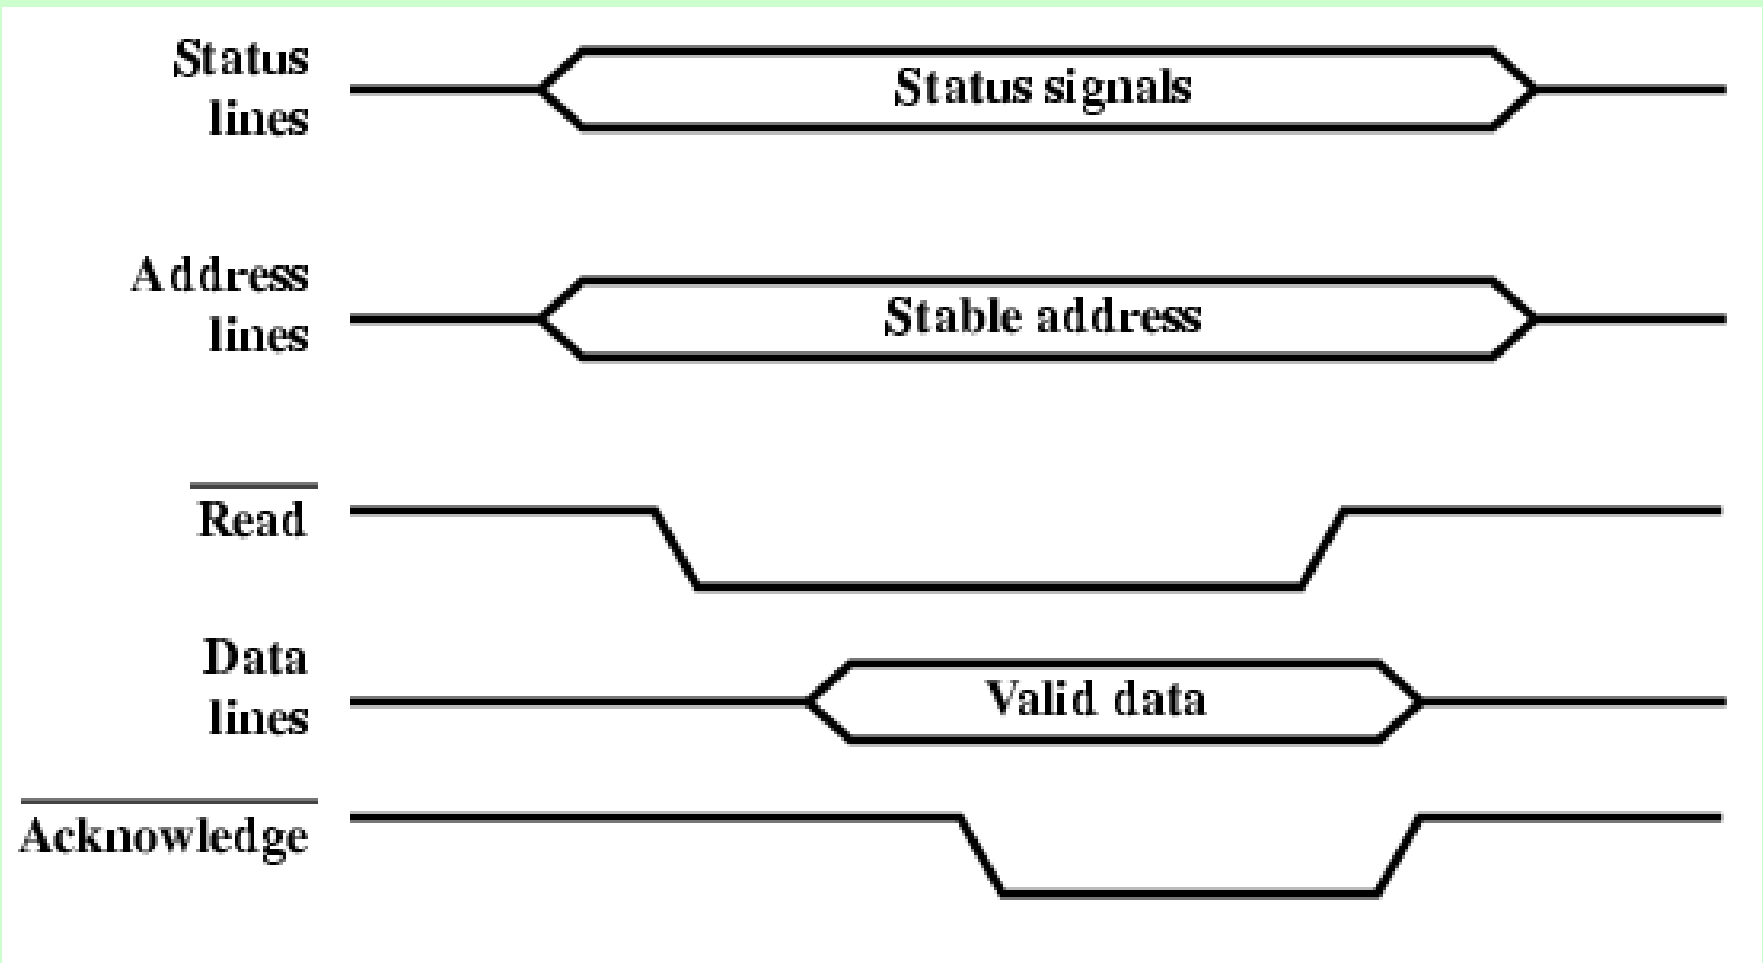 Status
lines
Status signals
Address
lines
Stable address
Read
Data
lines
Valid data
Acknowledge